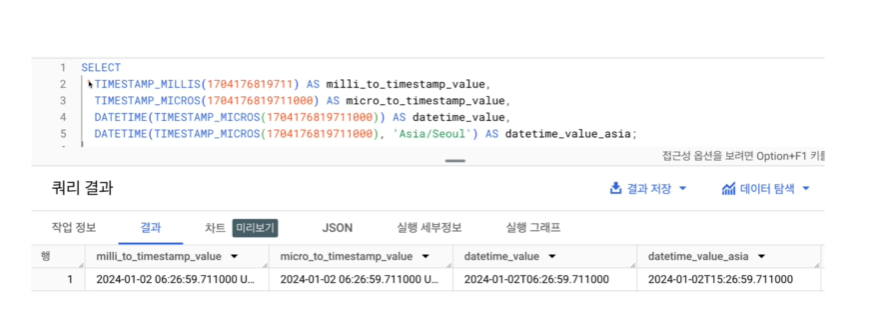 1 SELECT
2 TIMESTAMP_MILLIS(1704176819711) AS milli_to_timestamp_value,
3 TIMESTAMP_MICROS(1704176819711000) AS micro_to_timestamp_value,
4 DATETIME(TIMESTAMP_MICROS(1704176819711000)) AS datetime_value,
5 DATETIME(TIMESTAMP_MICROS(1704176819711000), 'Asia/Seoul') AS datetime_value_asia;
접근성 옵션을 보려면 Option+F1 키를
쿼리 결과 결과 저장 데이터 탐색
작업 정보 결과 차트 미리보기 JSON 실행 세부정보 실행 그래프
행 milli_to_timestamp_value micro_to_timestamp_value datetime_value datetime_value_asia
1 2024-01-02 06:26:59.711000 U... 2024-01-02 06:26:59.711000 U... 2024-01-02T06:26:59.711000 2024-01-02T15:26:59.711000